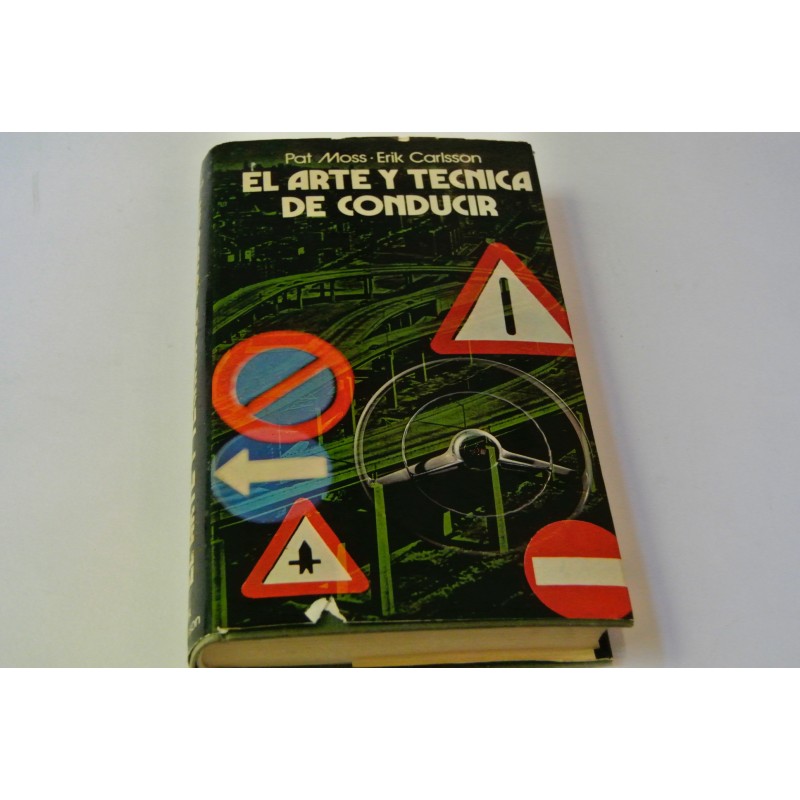 Pat Moss · Erik Carlsson
EL ARTE Y TECNICA
DE CONDUCIR